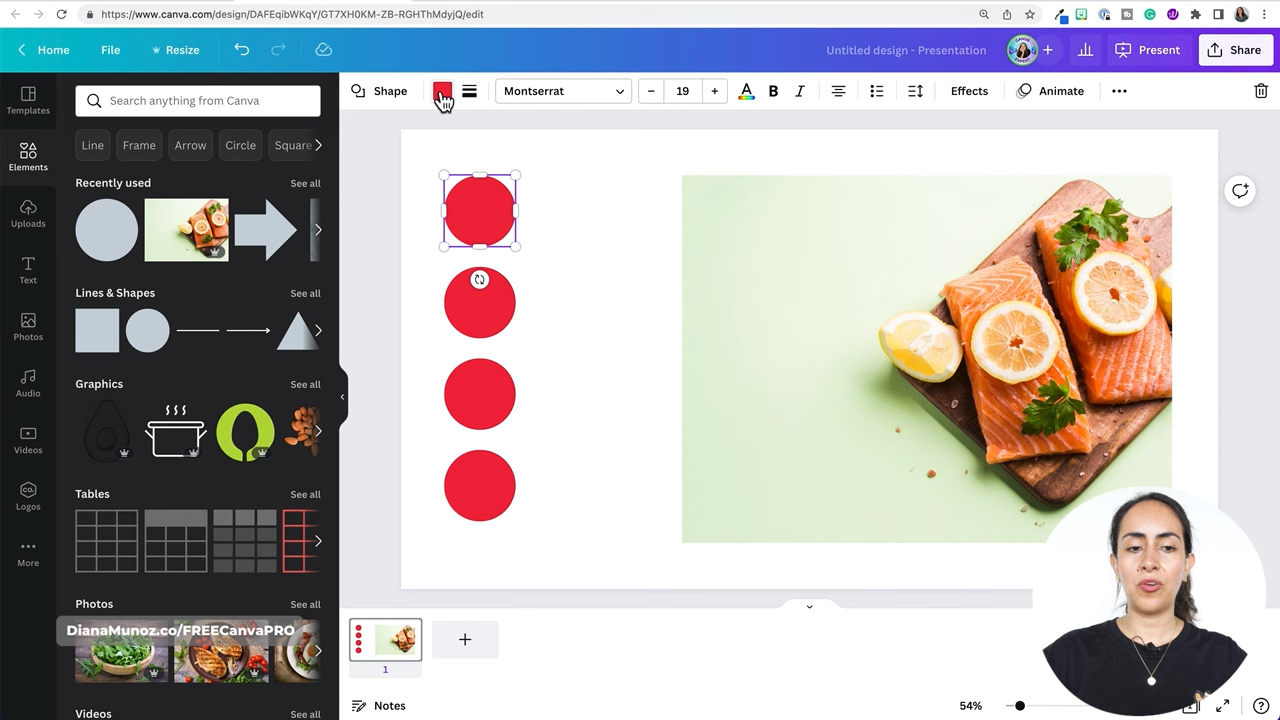 https://www.canva.com/design/DAFEqibWKqY/GT7XH0KM-ZB-RGHThMdyjQ/edit
Home
File
Resize
Untitled design - Presentation
Present
Share
Templates
Elements
Uploads
Text
Photos
Audio
Videos
Logos
More
Search anything from Canva
Line
Frame
Arrow
Circle
Square
Recently used
See all
Lines & Shapes
See all
Graphics
See all
Tables
See all
Photos
See all
DianaMunoz.co/FREECanvaPRO
Videos
See all
Shape
Montserrat
19
Effects
Animate
1
Notes
54%